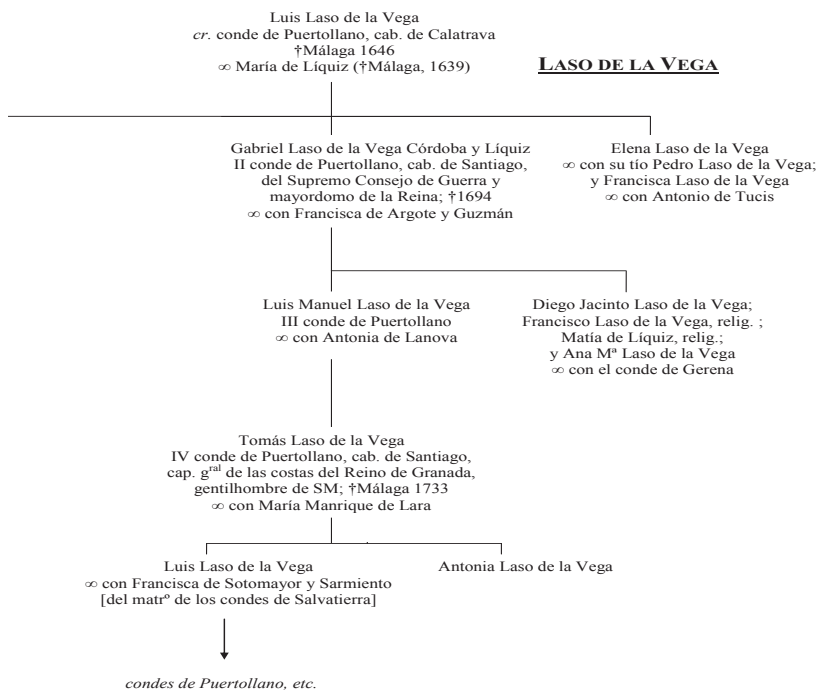 Luis Laso de la Vega
cr. conde de Puertollano, cab. de Calatrava
†Málaga 1646
∞ María de Líquiz (†Málaga, 1639)
LASO DE LA VEGA
Gabriel Laso de la Vega Córdoba y Líquiz
II conde de Puertollano, cab. de Santiago,
del Supremo Consejo de Guerra y
mayordomo de la Reina; †1694
∞ con Francisca de Argote y Guzmán
Elena Laso de la Vega
∞ con su tío Pedro Laso de la Vega;
y Francisca Laso de la Vega
∞ con Antonio de Tucis
Luis Manuel Laso de la Vega
III conde de Puertollano
∞ con Antonia de Lanova
Diego Jacinto Laso de la Vega;
Francisco Laso de la Vega, relig. ;
Matía de Líquiz, relig.;
y Ana Mª Laso de la Vega
∞ con el conde de Gerena
Tomás Laso de la Vega
IV conde de Puertollano, cab. de Santiago,
cap. gral de las costas del Reino de Granada,
gentilhombre de SM; †Málaga 1733
∞ con María Manrique de Lara
Luis Laso de la Vega
∞ con Francisca de Sotomayor y Sarmiento
[del matrº de los condes de Salvatierra]
Antonia Laso de la Vega
condes de Puertollano, etc.